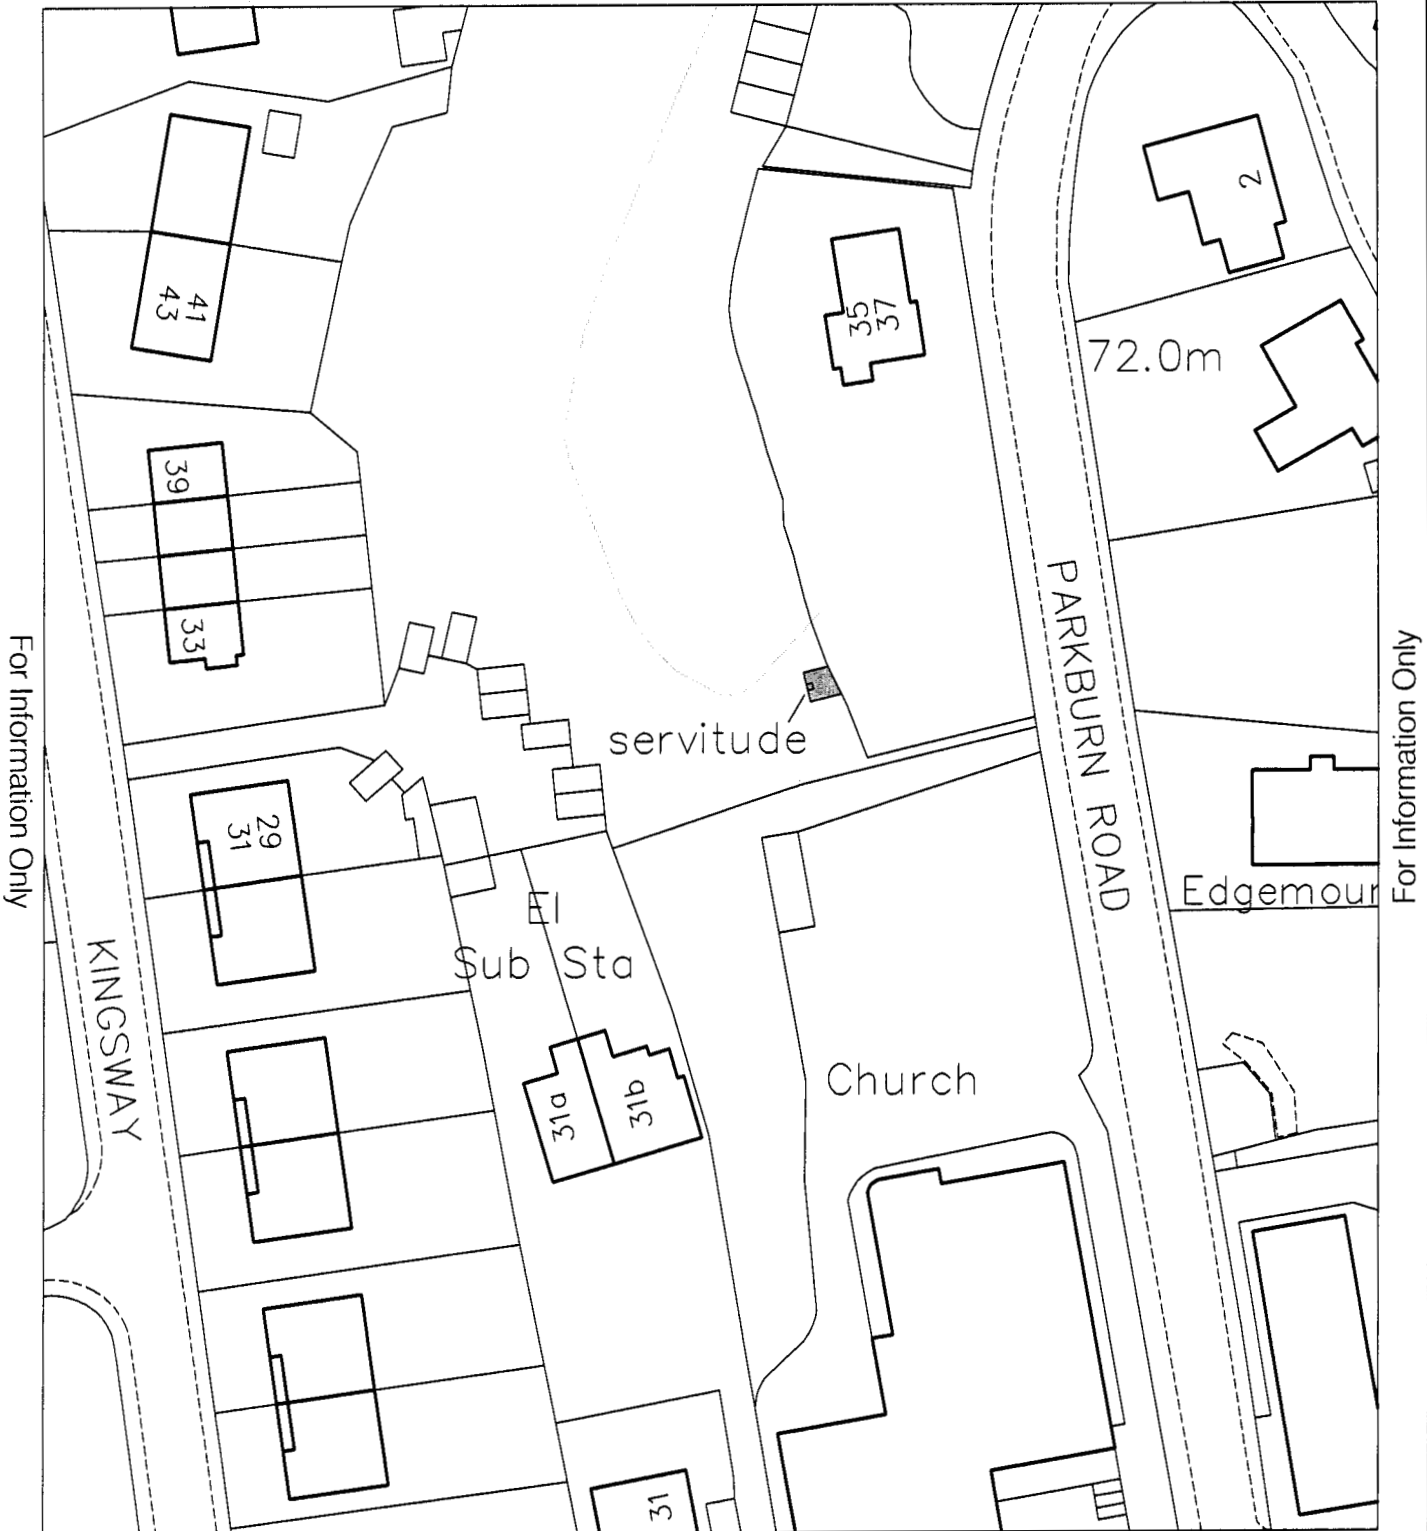 2
41
43
35
37
72.0m
39
33
PARKBURN ROAD
For Information Only
For Information Only
servitude
29
31
Edgemour
El
Sub Sta
KINGSWAY
Church
31a
31b
31